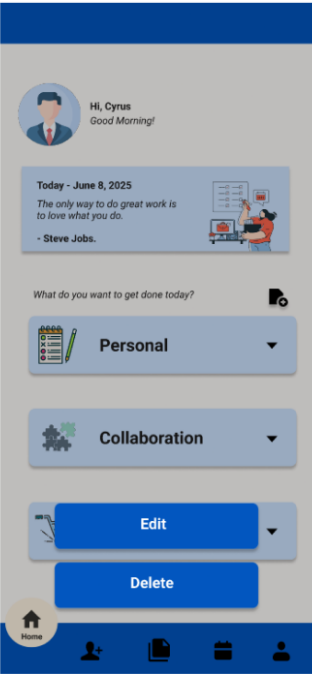 Hi, Cyrus
Good Morning!
Today - June 8, 2025
The only way to do great work is
to love what you do.
- Steve Jobs.
What do you want to get done today?
Personal
Collaboration
Edit
Delete
Home